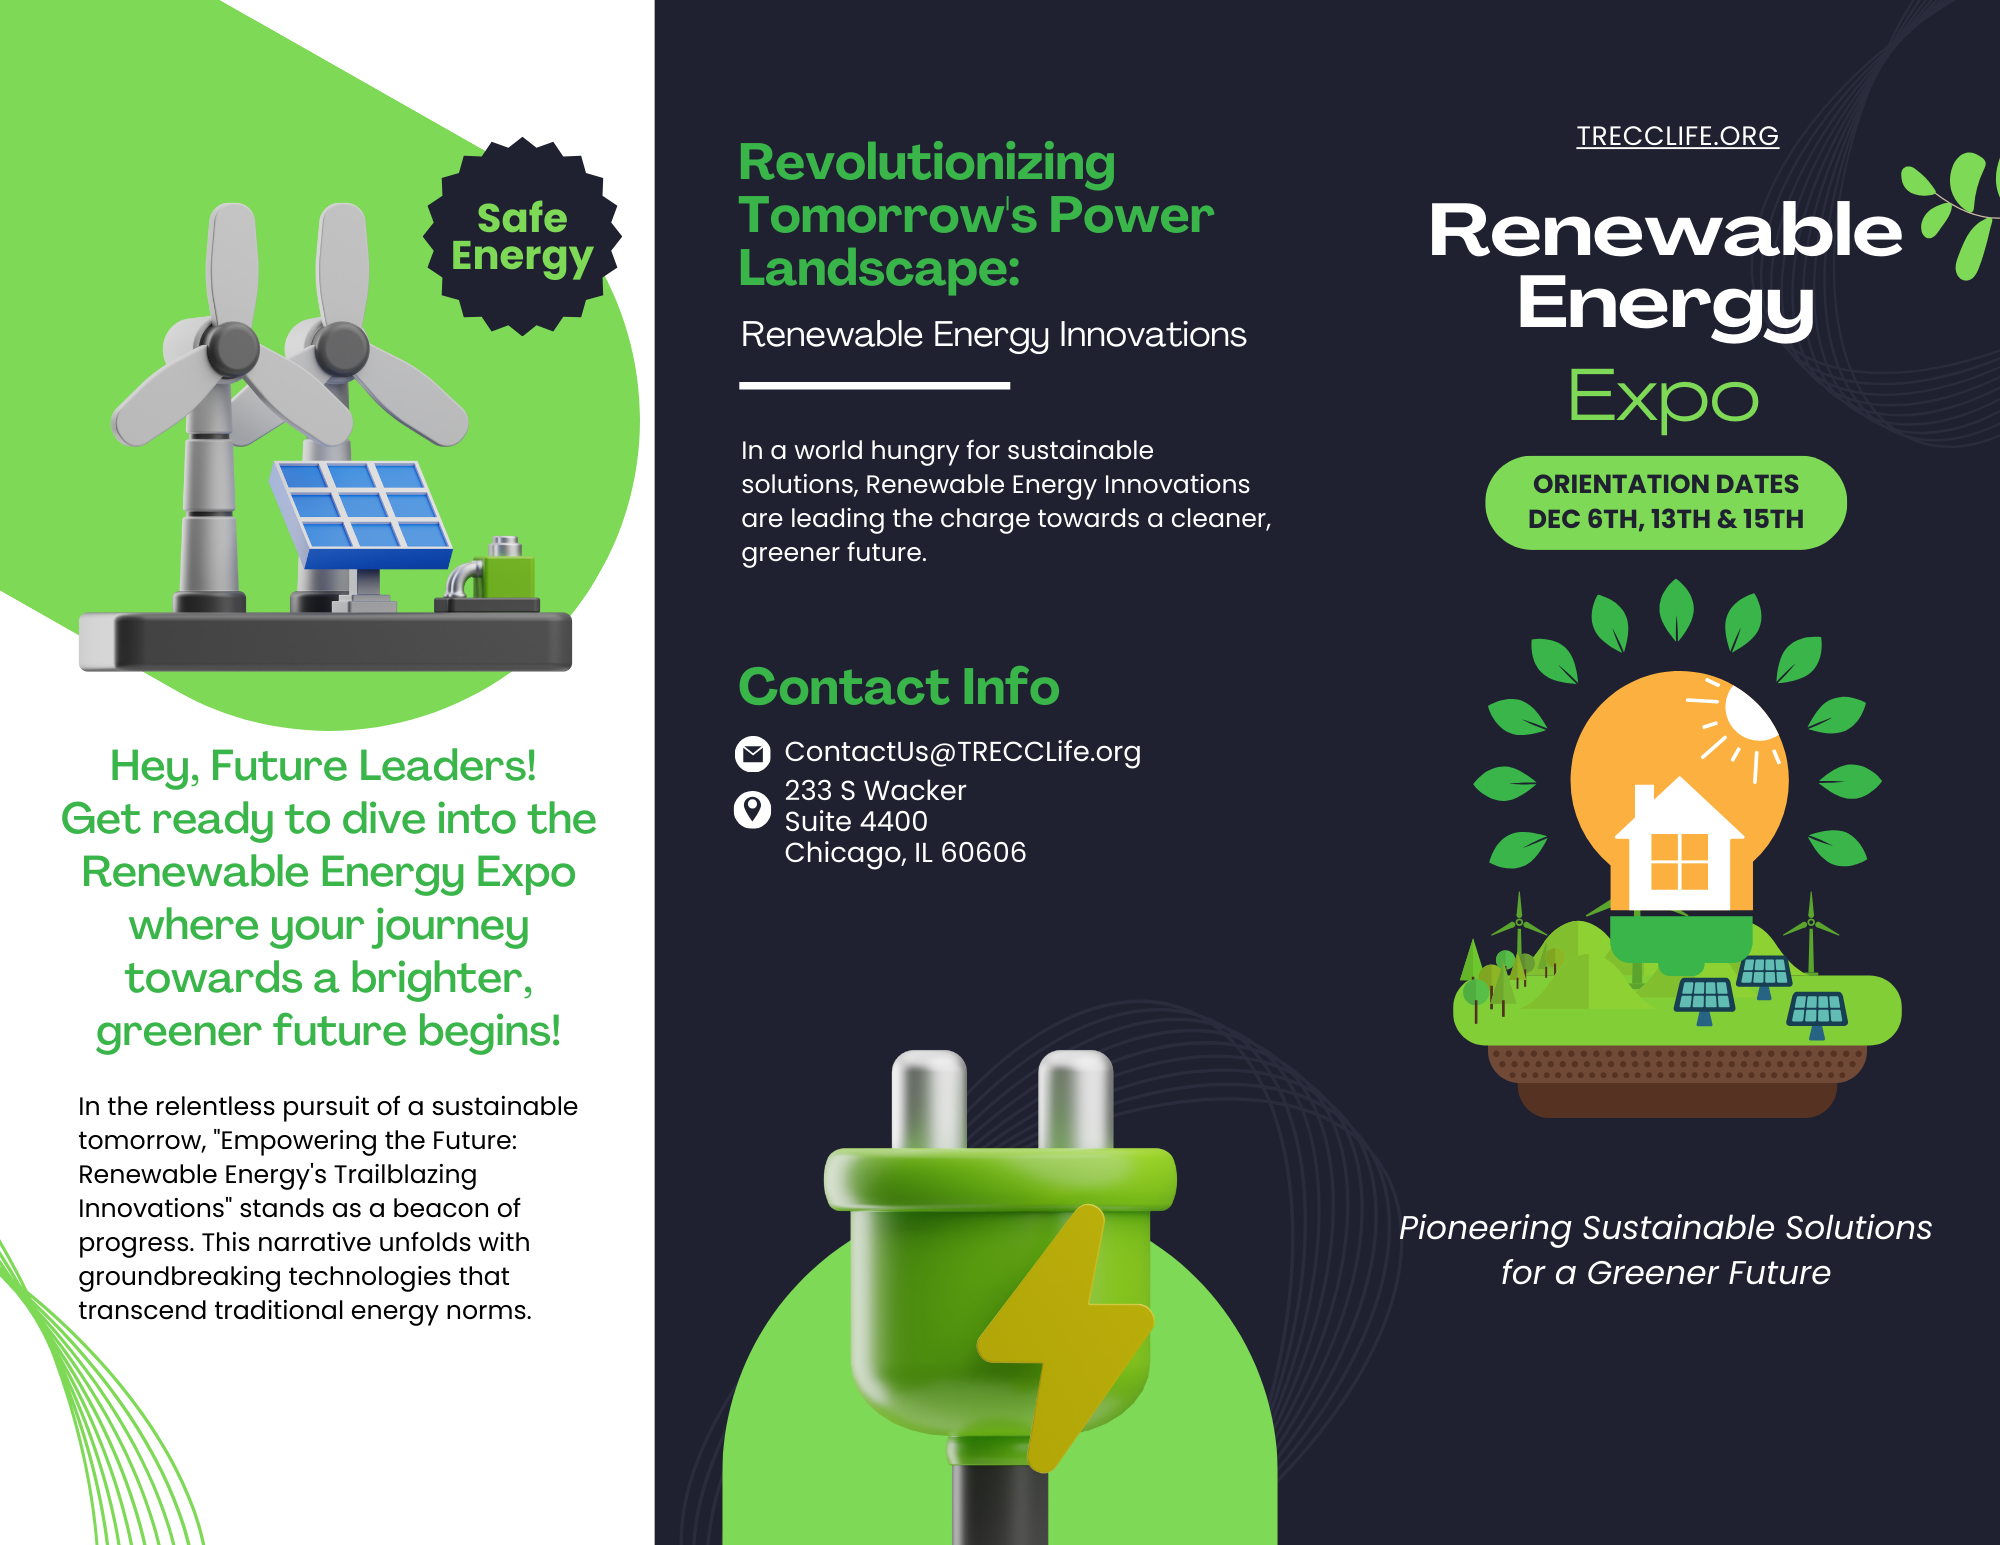 Safe
Energy
Hey, Future Leaders!
Get ready to dive into the
Renewable Energy Expo
where your journey
towards a brighter,
greener future begins!
In the relentless pursuit of a sustainable
tomorrow, "Empowering the Future:
Renewable Energy's Trailblazing
Innovations" stands as a beacon of
progress. This narrative unfolds with
groundbreaking technologies that
transcend traditional energy norms.
Revolutionizing
Tomorrow's Power
Landscape:
Renewable Energy Innovations
In a world hungry for sustainable
solutions, Renewable Energy Innovations
are leading the charge towards a cleaner,
greener future.
Contact Info
ContactUs@TRECCLife.org
233 S Wacker
Suite 4400
Chicago, IL 60606
TRECCLIFE.ORG
Renewable
Energy
Expo
ORIENTATION DATES
DEC 6TH, 13TH & 15TH
Pioneering Sustainable Solutions
for a Greener Future